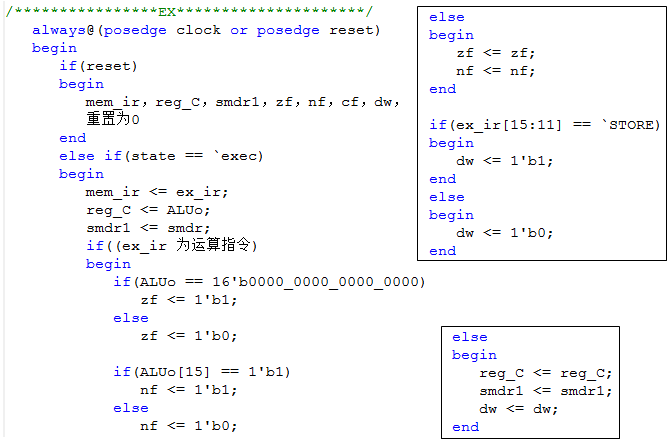 /****************EX*********************/
always@(posedge clock or posedge reset)
begin
if(reset)
begin
mem_ir, reg_C, smdr1, zf, nf, cf, dw,
重置为0
end
else if(state == `exec)
begin
mem_ir <= ex_ir;
reg_C <= ALUo;
smdr1 <= smdr;
if((ex_ir 为运算指令)
begin
if(ALUo == 16'b0000_0000_0000_0000)
zf <= 1'b1;
else
zf <= 1'b0;
if(ALUo[15] == 1'b1)
nf <= 1'b1;
else
nf <= 1'b0;
else
begin
zf <= zf;
nf <= nf;
end
if(ex_ir[15:11] == `STORE)
begin
dw <= 1'b1;
end
else
begin
dw <= 1'b0;
end
else
begin
reg_C <= reg_C;
smdr1 <= smdr1;
dw <= dw;
end